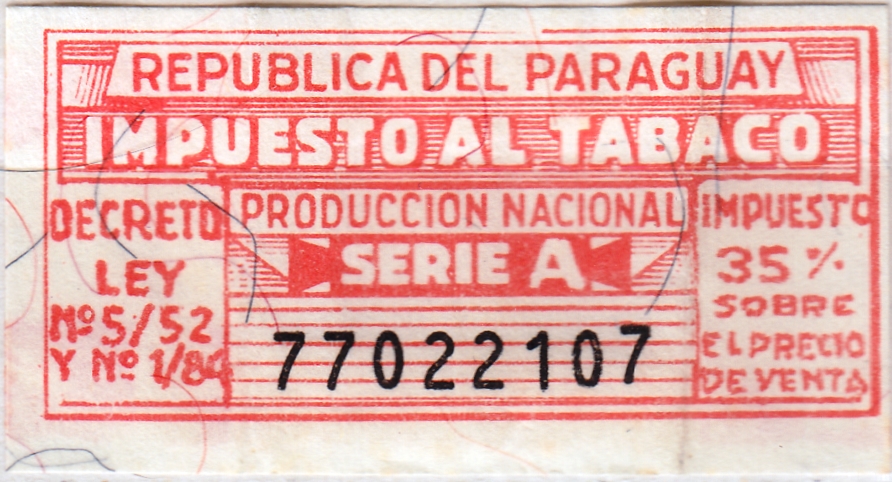 REPUBLICA DEL PARAGUAY
IMPUESTO AL TABACO
DECRETO
LEY
Nº 5/52
Y Nº 1/84
PRODUCCION NACIONAL
SERIE A
77022107
IMPUESTO
35%
SOBRE
EL PRECIO
DE VENTA